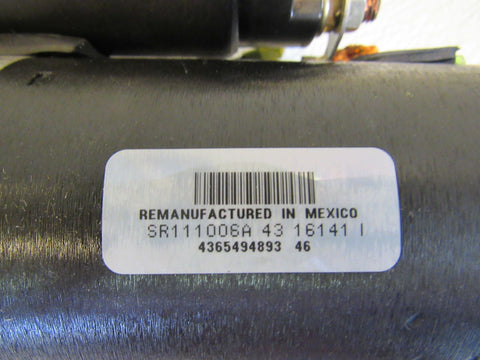 REMANUFACTURED IN MEXICO
SR111006A 43 16141 I
4365494893 46